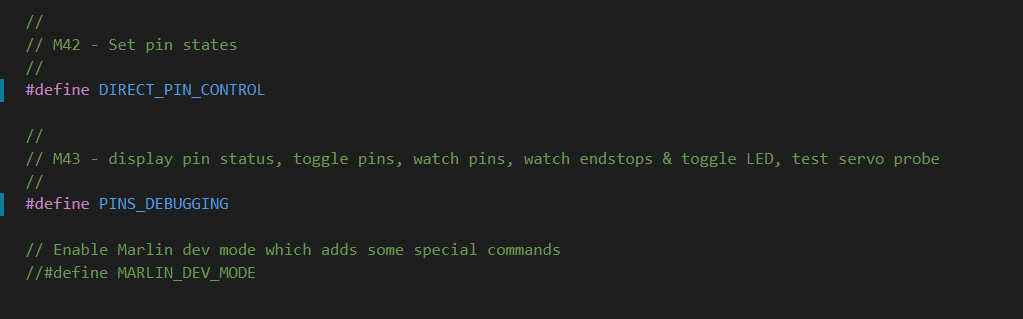 //
// M42 - Set pin states
//
#define DIRECT_PIN_CONTROL
//
// M43 - display pin status, toggle pins, watch pins, watch endstops & toggle LED, test servo probe
//
#define PINS_DEBUGGING
// Enable Marlin dev mode which adds some special commands
//#define MARLIN_DEV_MODE